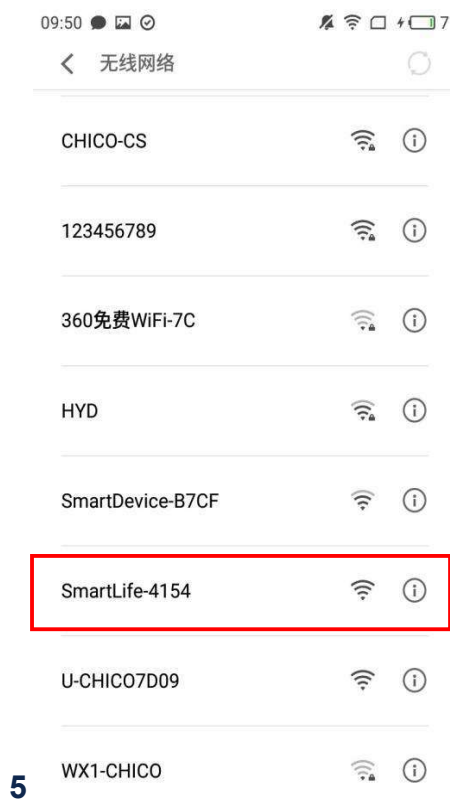 09:50 7
无线网络
CHICO-CS
123456789
360免费WiFi-7C
HYD
SmartDevice-B7CF
SmartLife-4154
U-CHICO7D09
WX1-CHICO
5